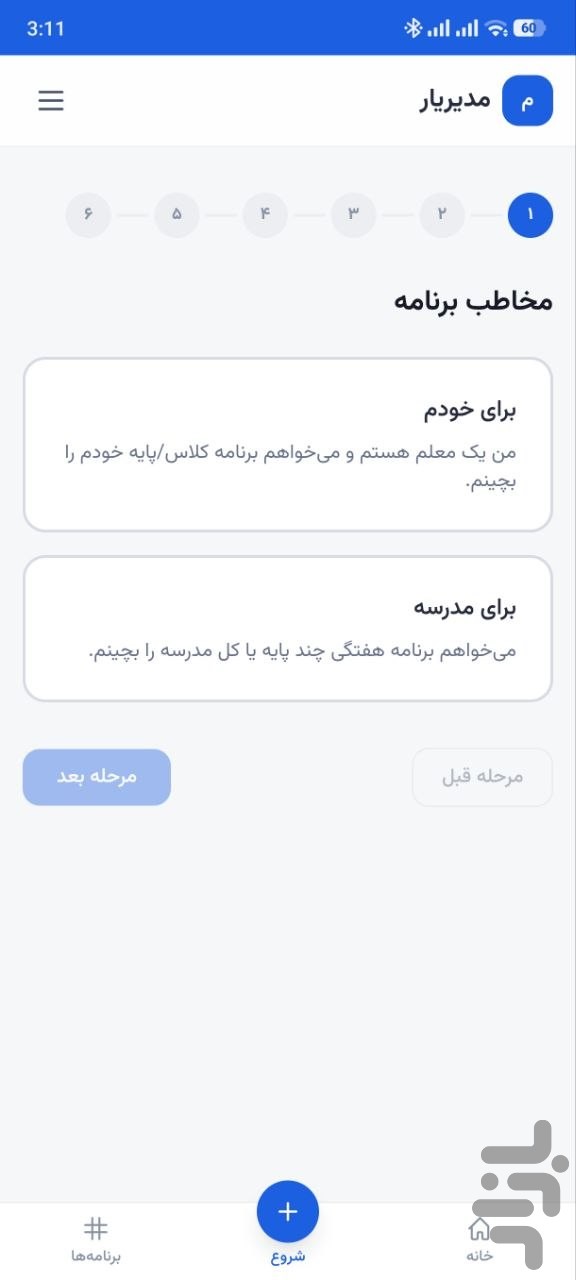 3:11
60
م
مدیریار
۱
۲
۳
۴
۵
۶
مخاطب برنامه
برای خودم
من یک معلم هستم و می‌خواهم برنامه کلاس/پایه خودم را
بچینم.
برای مدرسه
می‌خواهم برنامه هفتگی چند پایه یا کل مدرسه را بچینم.
مرحله قبل
مرحله بعد
خانه
شروع
برنامه‌ها